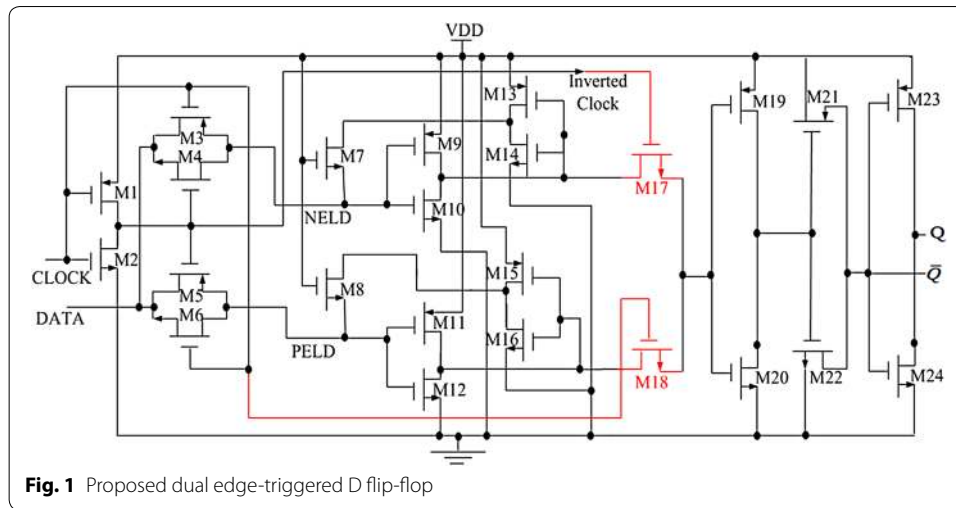 VDD
Inverted
Clock
M13
M19
M21
M23
M3
M4
M7
M9
M14
M17
M1
M10
NELD
M2
CLOCK
Q
Q̅
M15
M5
M6
M8
DATA
M11
M16
PELD
M18
M12
M20
M22
M24
Fig. 1 Proposed dual edge-triggered D flip-flop